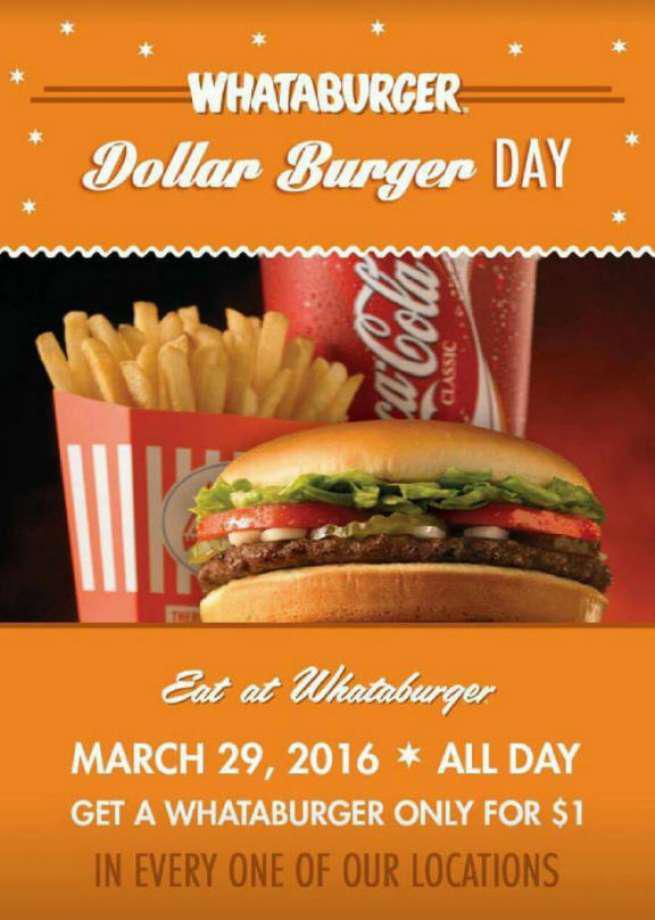 WHATABURGER
Dollar Burger DAY
Coca-Cola
CLASSIC
Eat at Whataburger
MARCH 29, 2016 * ALL DAY
GET A WHATABURGER ONLY FOR $1
IN EVERY ONE OF OUR LOCATIONS